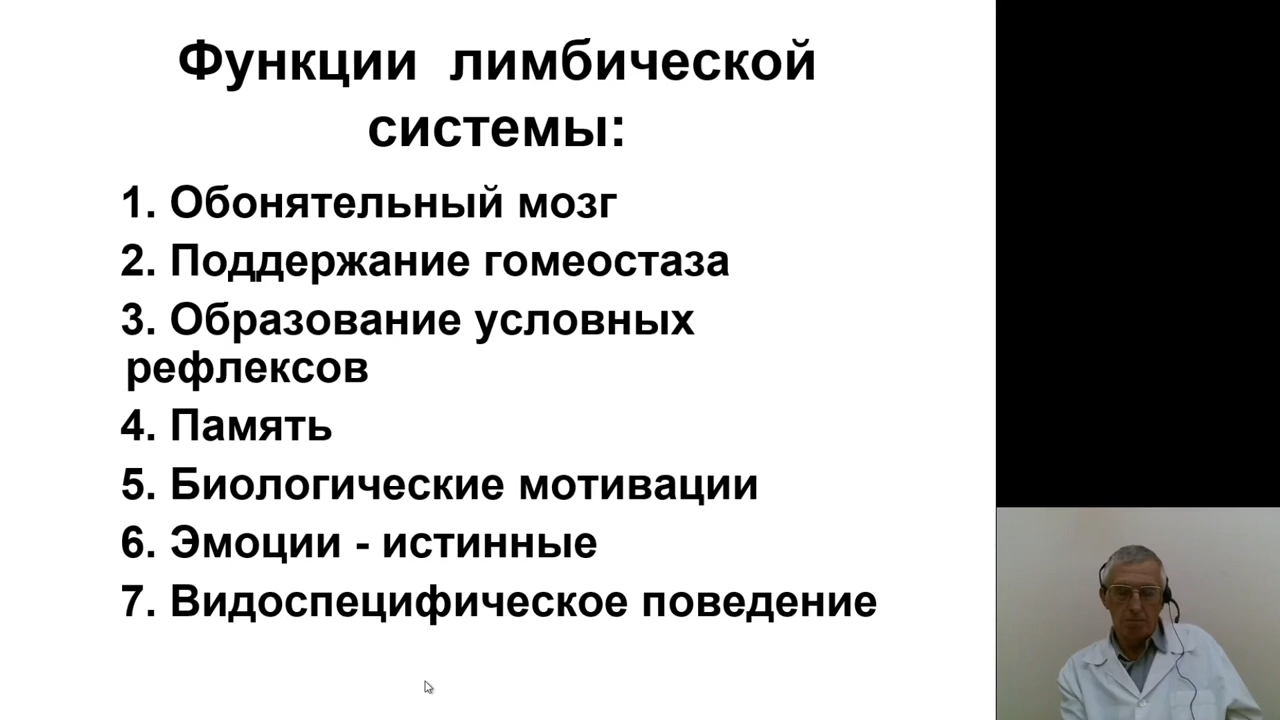 Функции лимбической
системы:
1. Обонятельный мозг
2. Поддержание гомеостаза
3. Образование условных
рефлексов
4. Память
5. Биологические мотивации
6. Эмоции - истинные
7. Видоспецифическое поведение